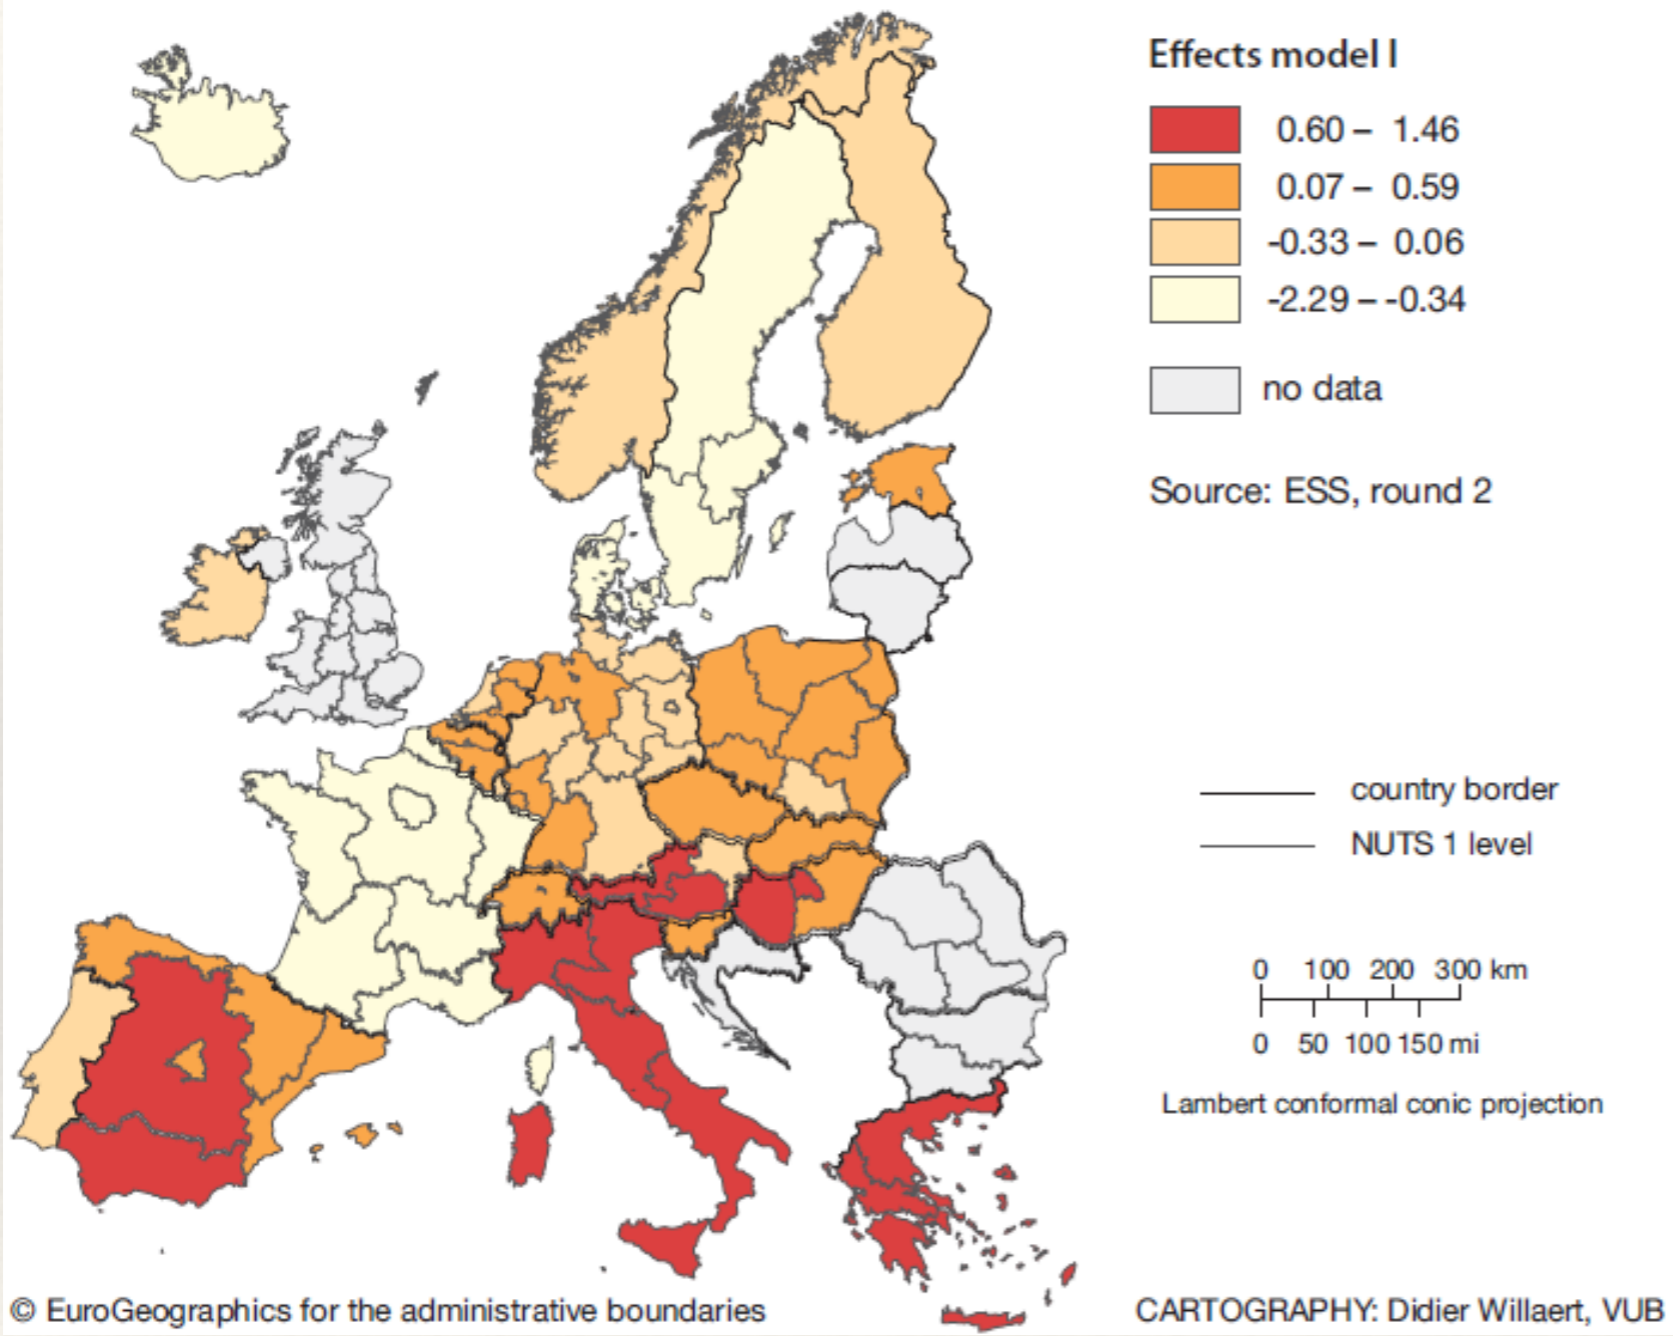 Effects model I
0.60 – 1.46
0.07 – 0.59
-0.33 – 0.06
-2.29 – -0.34
no data
Source: ESS, round 2
country border
NUTS 1 level
0 100 200 300 km
0 50 100 150 mi
Lambert conformal conic projection
© EuroGeographics for the administrative boundaries
CARTOGRAPHY: Didier Willaert, VUB